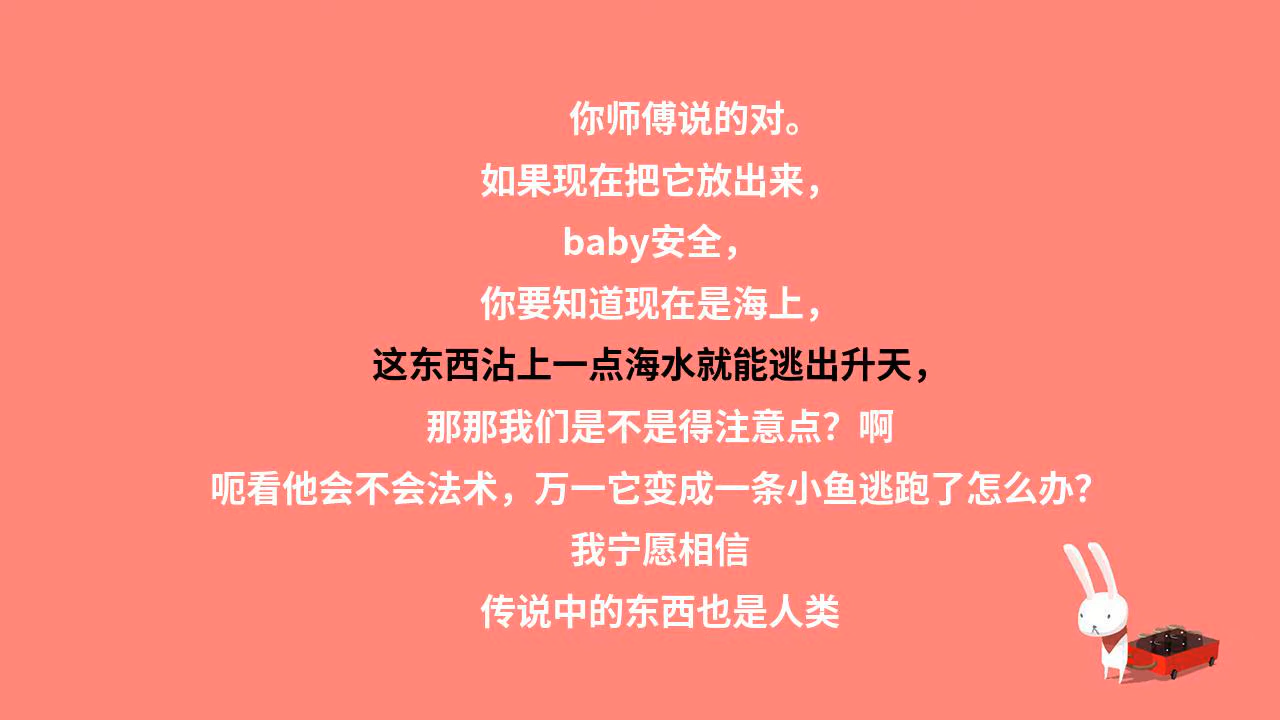 你师傅说的对。
如果现在把它放出来，
baby安全，
你要知道现在是海上，
这东西沾上一点海水就能逃出升天，
那那我们是不是得注意点？啊
呃看他会不会法术，万一它变成一条小鱼逃跑了怎么办？
我宁愿相信
传说中的东西也是人类